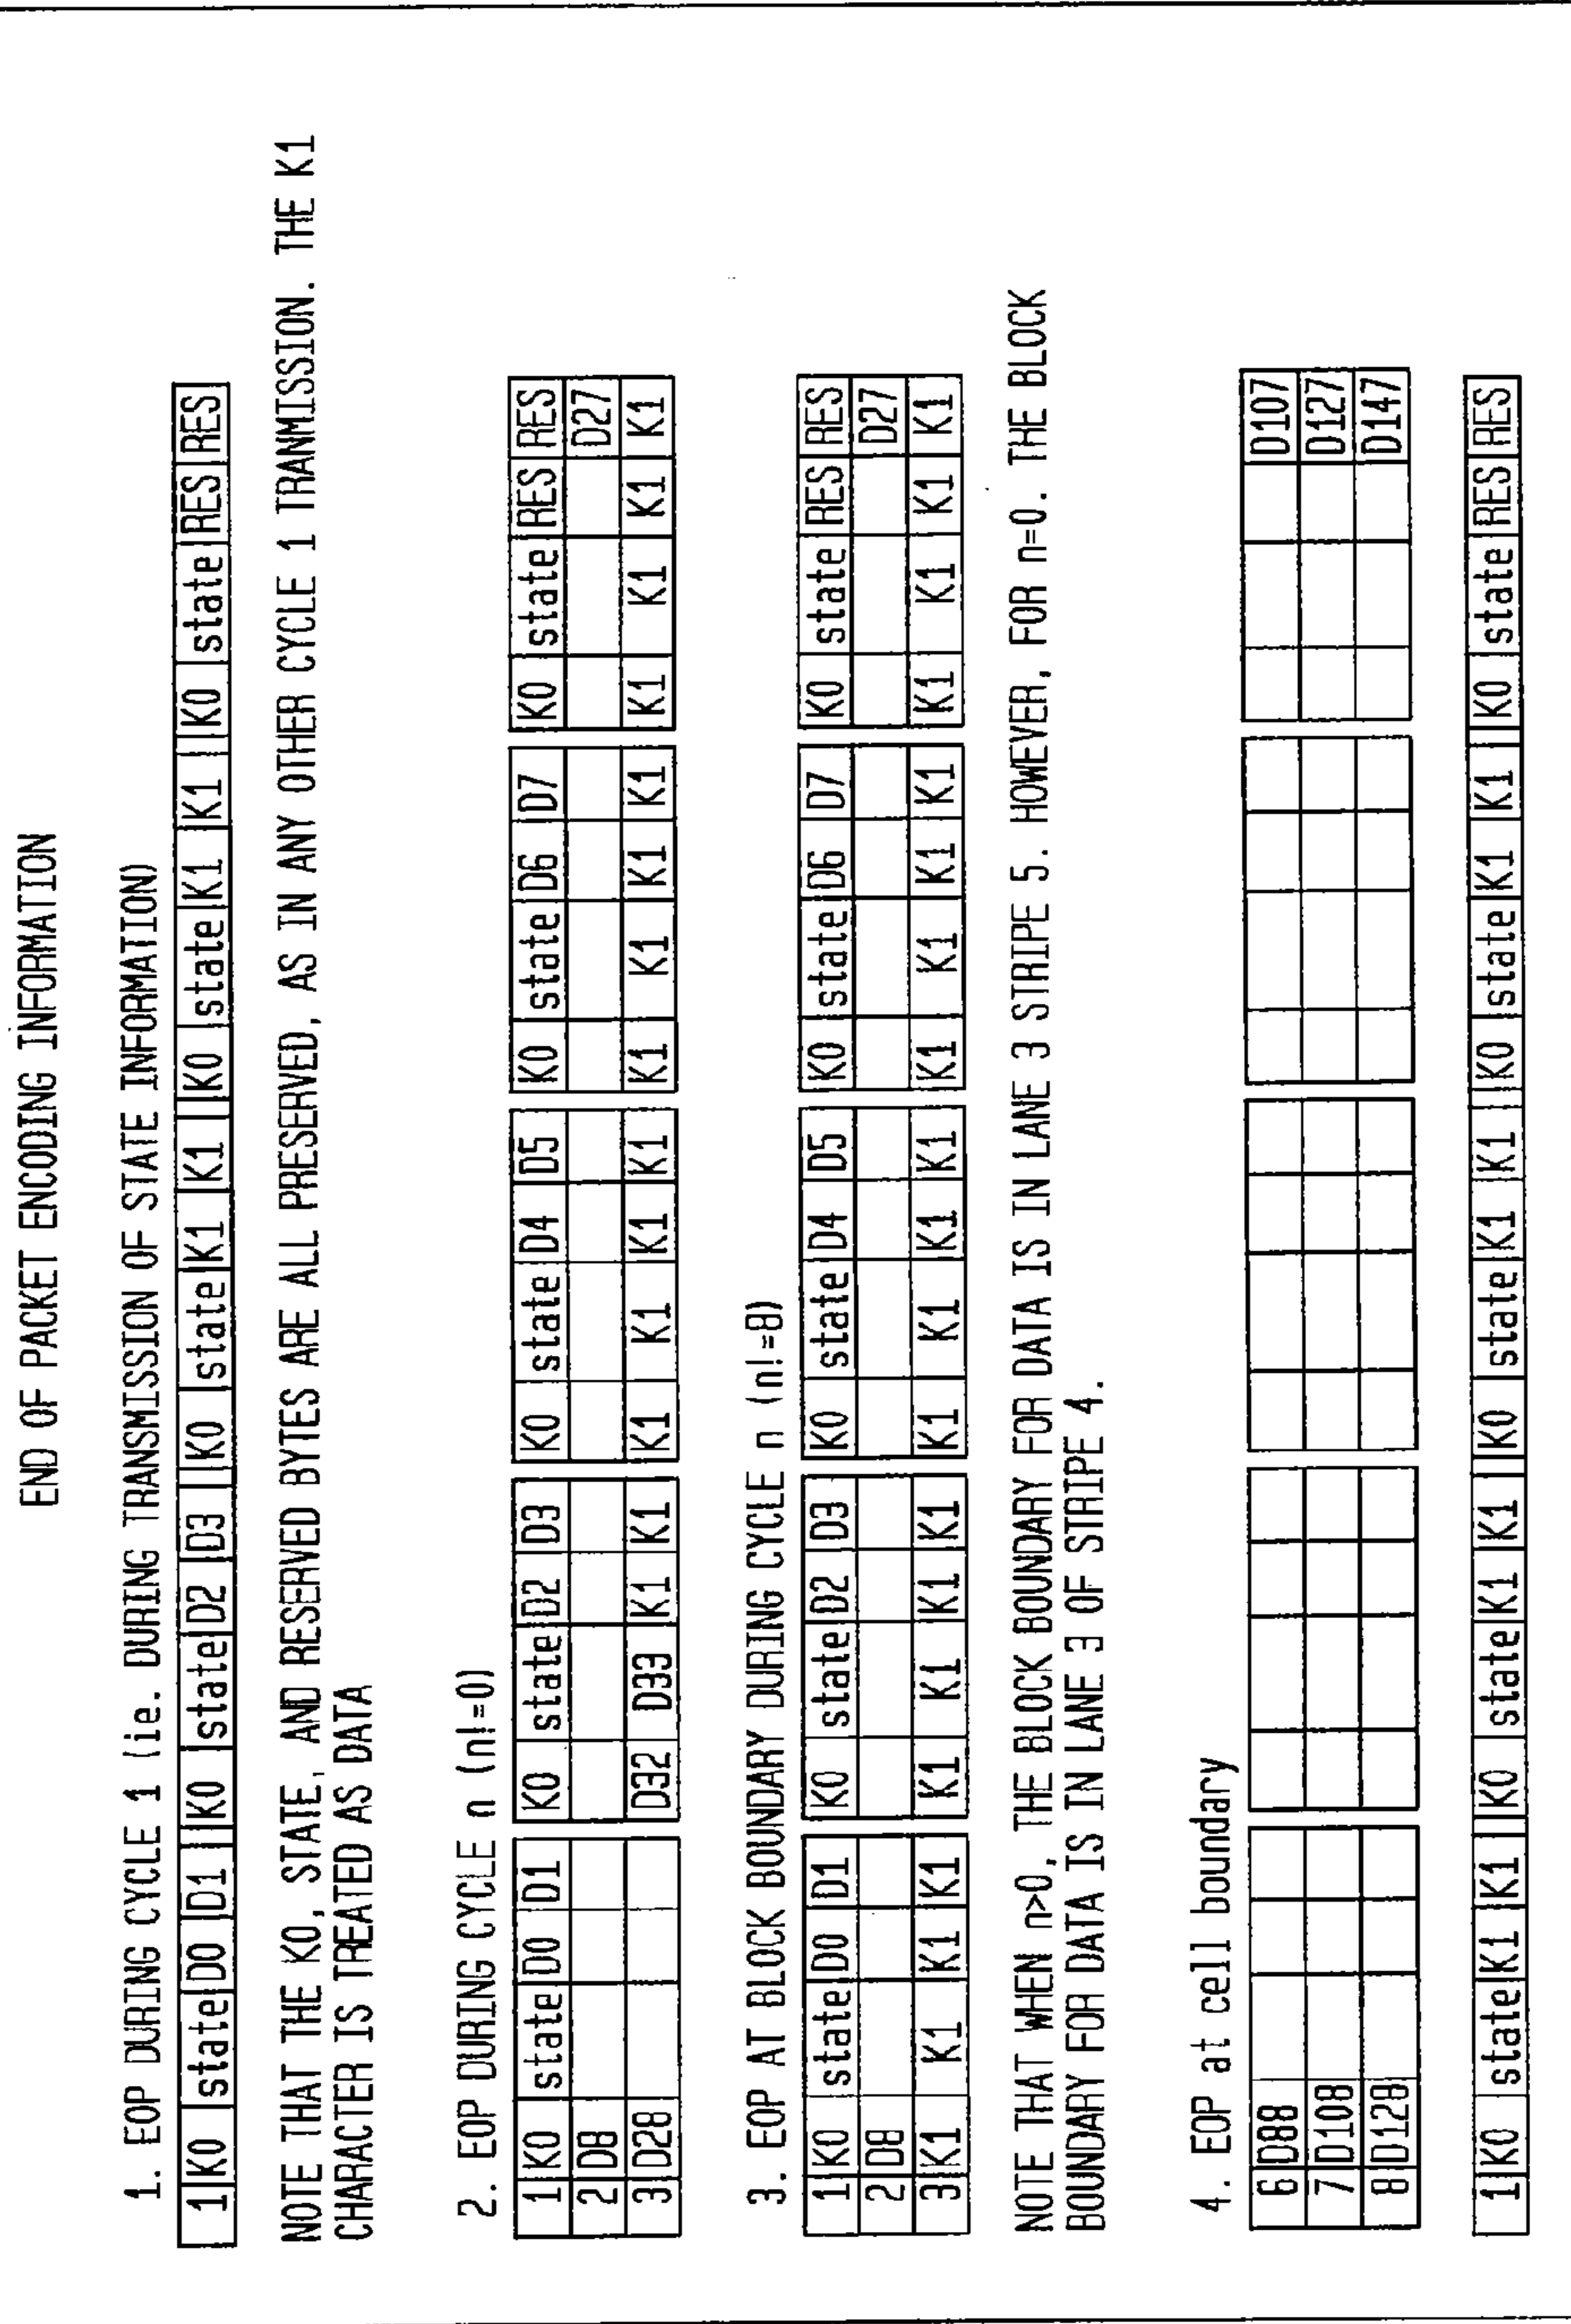 END OF PACKET ENCODING INFORMATION
1. EOP DURING CYCLE 1 (ie. DURING TRANSMISSION OF STATE INFORMATION)
1 K0 state D0 D1 K0 state D2 D3 K0 state K1 K1 K0 state K1 K1 K0 state RES RES
NOTE THAT THE K0, STATE, AND RESERVED BYTES ARE ALL PRESERVED, AS IN ANY OTHER CYCLE 1 TRANMISSION. THE K1
CHARACTER IS TREATED AS DATA
2. EOP DURING CYCLE n (n!=0)
1 K0 state D0 D1 K0 state D2 D3 K0 state D4 D5 K0 state D6 D7 K0 state RES RES
2 D8 D27
3 D28 D32 D33 K1 K1 K1 K1 K1 K1 K1 K1 K1 K1 K1 K1 K1 K1
3. EOP AT BLOCK BOUNDARY DURING CYCLE n (n!=8)
1 K0 state D0 D1 K0 state D2 D3 K0 state D4 D5 K0 state D6 D7 K0 state RES RES
2 D8 D27
3 K1 K1 K1 K1 K1 K1 K1 K1 K1 K1 K1 K1 K1 K1 K1 K1 K1 K1 K1 K1
NOTE THAT WHEN n>0, THE BLOCK BOUNDARY FOR DATA IS IN LANE 3 STRIPE 5. HOWEVER, FOR n=0. THE BLOCK
BOUNDARY FOR DATA IS IN LANE 3 OF STRIPE 4.
4. EOP at cell boundary
6 D88 D107
7 D108 D127
8 D128 D147
1 K0 state K1 K1 K0 state K1 K1 K0 state K1 K1 K0 state K1 K1 K0 state RES RES